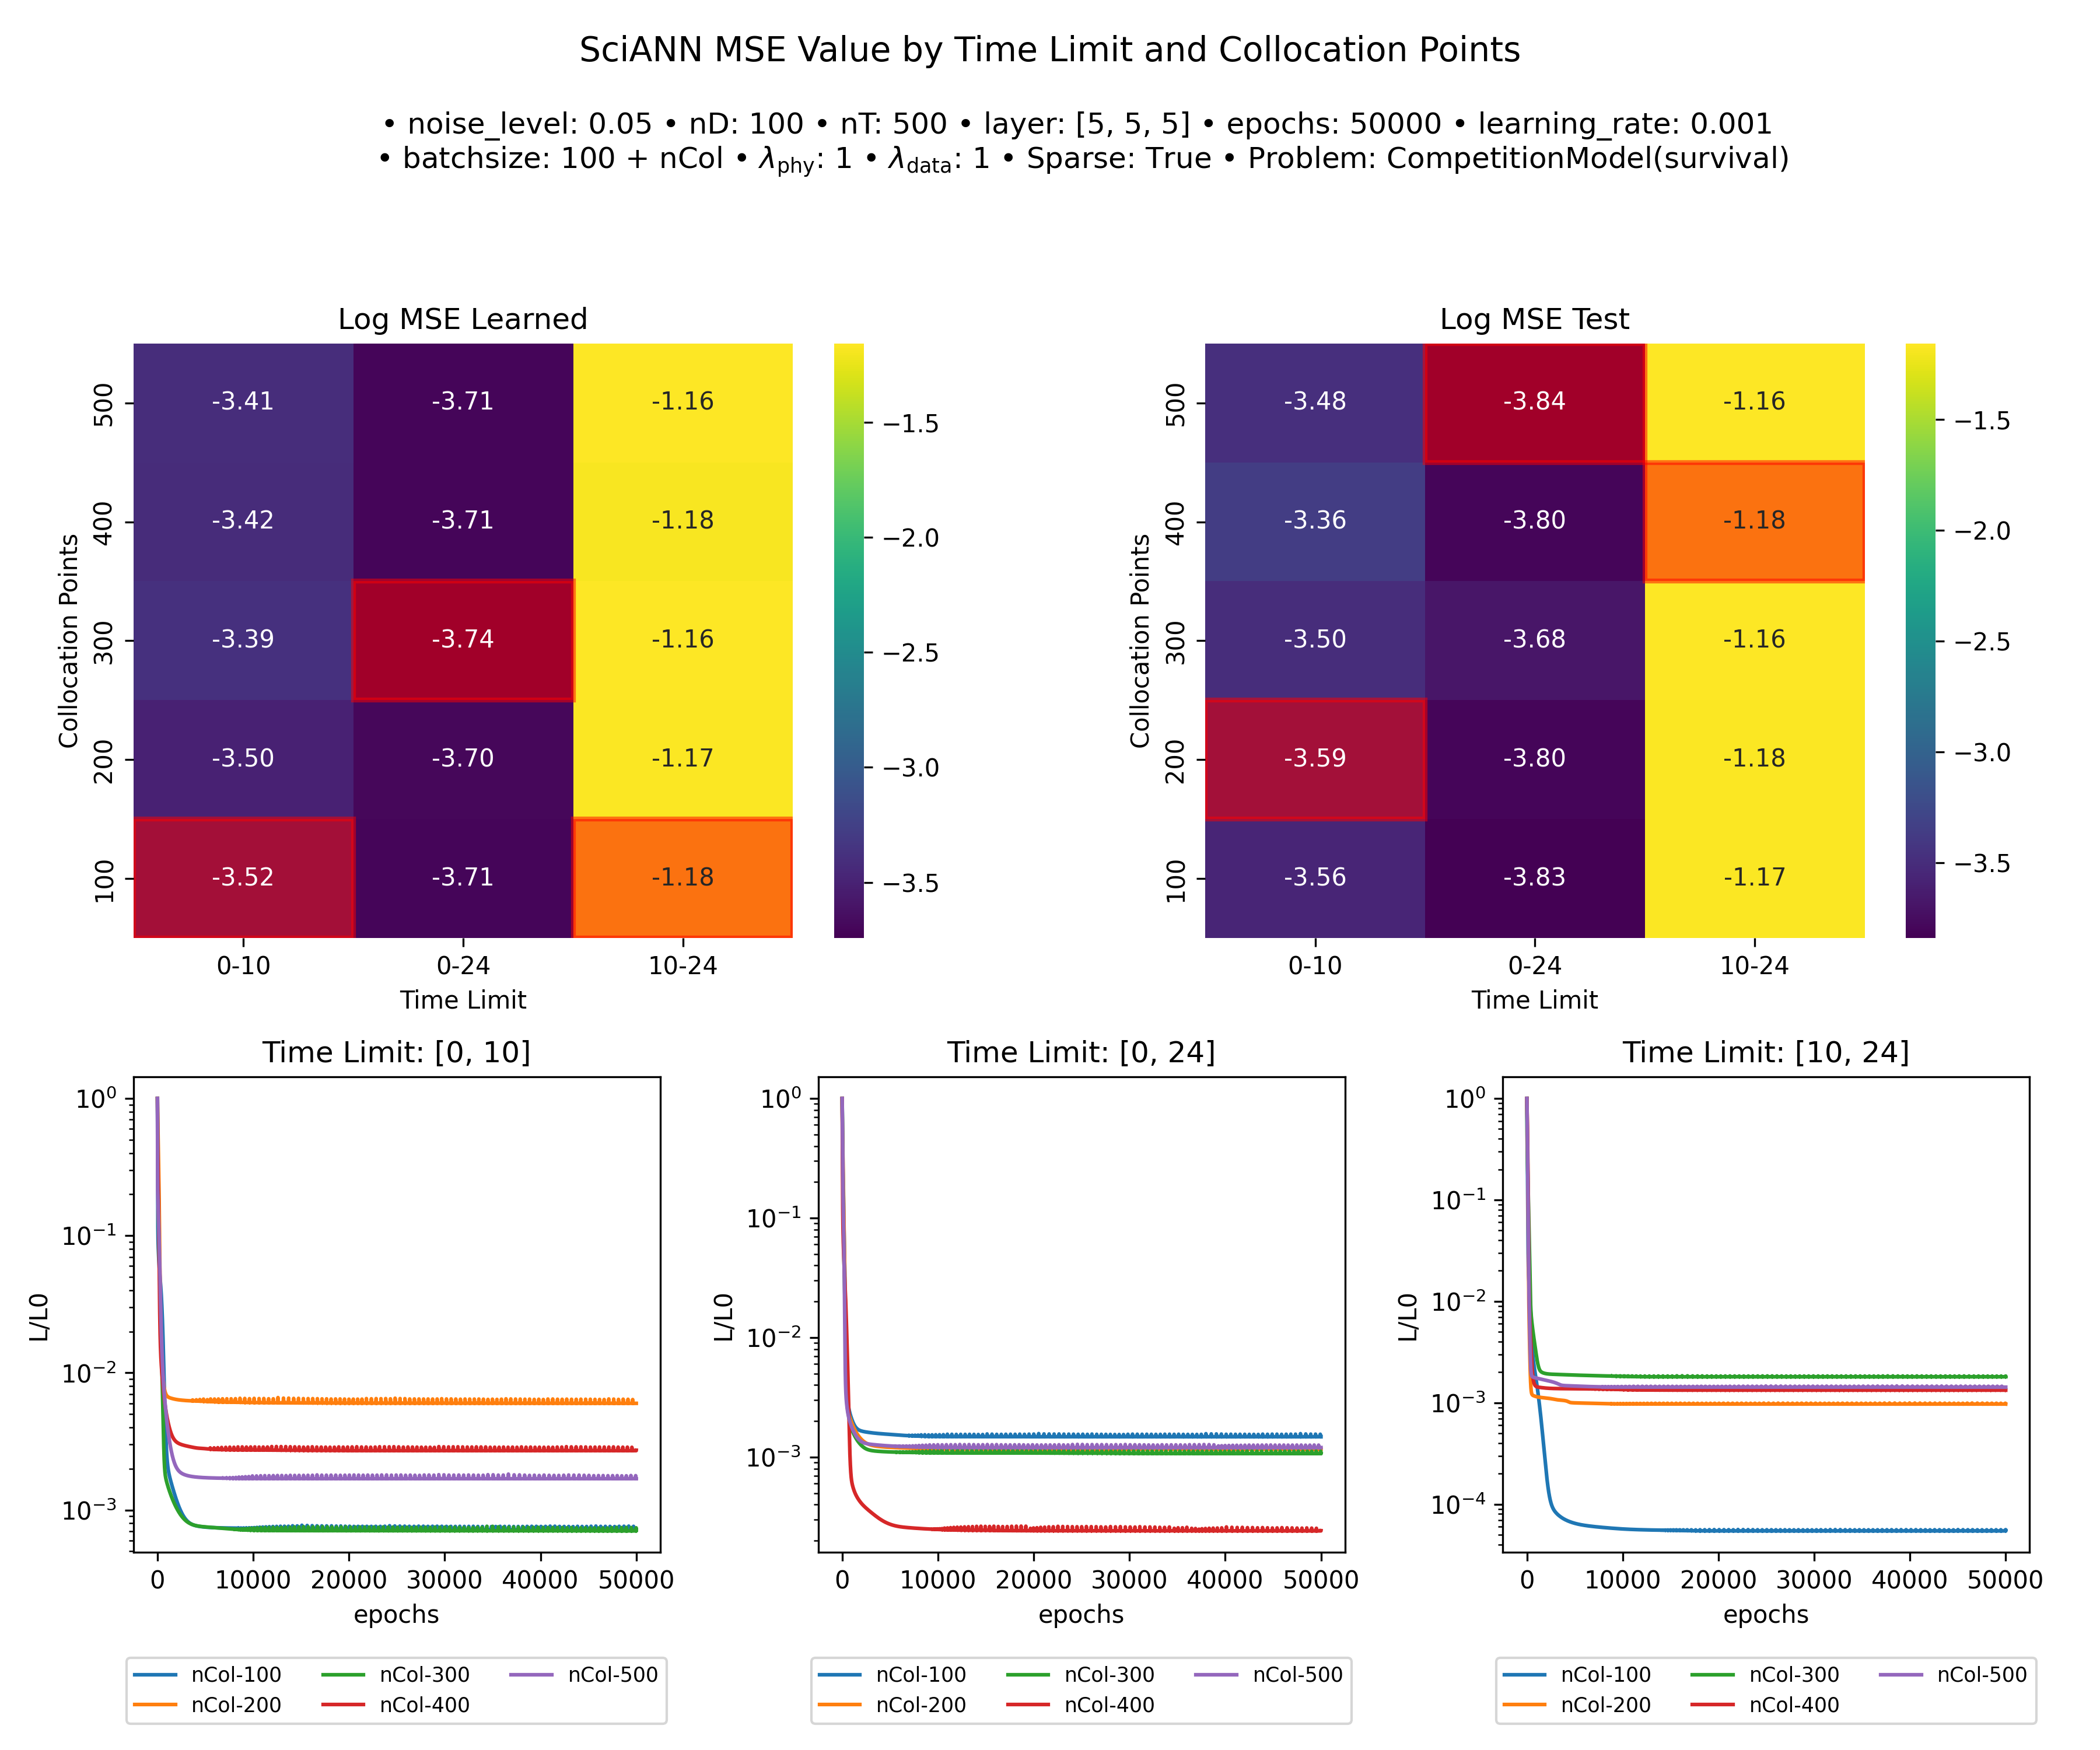 SciANN MSE Value by Time Limit and Collocation Points
• noise_level: 0.05 • nD: 100 • nT: 500 • layer: [5, 5, 5] • epochs: 50000 • learning_rate: 0.001
• batchsize: 100 + nCol • λphy: 1 • λdata: 1 • Sparse: True • Problem: CompetitionModel(survival)
Log MSE Learned
Collocation Points
500 -3.41 -3.71 -1.16
400 -3.42 -3.71 -1.18
300 -3.39 -3.74 -1.16
200 -3.50 -3.70 -1.17
100 -3.52 -3.71 -1.18
0-10 0-24 10-24
Time Limit
−1.5
−2.0
−2.5
−3.0
−3.5
Log MSE Test
Collocation Points
500 -3.48 -3.84 -1.16
400 -3.36 -3.80 -1.18
300 -3.50 -3.68 -1.16
200 -3.59 -3.80 -1.18
100 -3.56 -3.83 -1.17
0-10 0-24 10-24
Time Limit
−1.5
−2.0
−2.5
−3.0
−3.5
Time Limit: [0, 10]
L/L0
10⁰
10⁻¹
10⁻²
10⁻³
0 10000 20000 30000 40000 50000
epochs
nCol-100 nCol-300 nCol-500
nCol-200 nCol-400
Time Limit: [0, 24]
L/L0
10⁰
10⁻¹
10⁻²
10⁻³
0 10000 20000 30000 40000 50000
epochs
nCol-100 nCol-300 nCol-500
nCol-200 nCol-400
Time Limit: [10, 24]
L/L0
10⁰
10⁻¹
10⁻²
10⁻³
10⁻⁴
0 10000 20000 30000 40000 50000
epochs
nCol-100 nCol-300 nCol-500
nCol-200 nCol-400